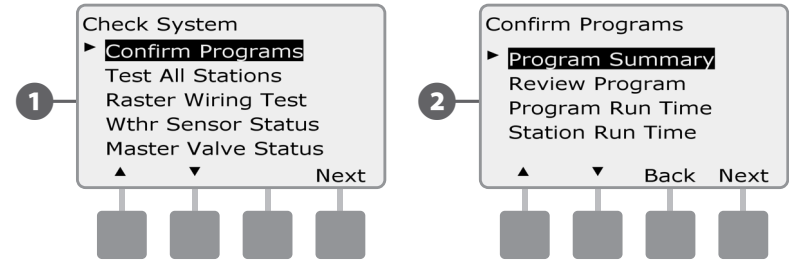 Check System
Confirm Programs
Test All Stations
Raster Wiring Test
Wthr Sensor Status
Master Valve Status
Next
1
Confirm Programs
Program Summary
Review Program
Program Run Time
Station Run Time
Back Next
2